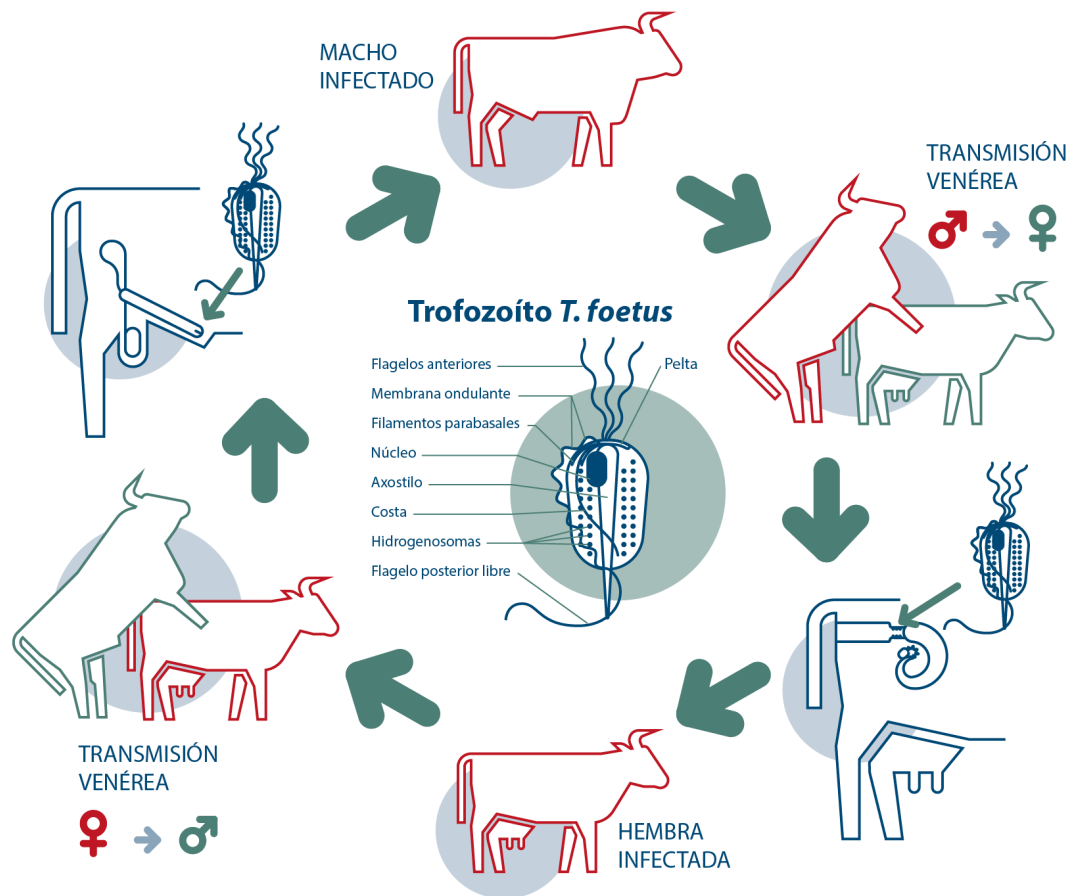 MACHO
INFECTADO
TRANSMISIÓN
VENÉREA
Trofozoíto T. foetus
Flagelos anteriores
Pelta
Membrana ondulante
Filamentos parabasales
Núcleo
Axostilo
Costa
Hidrogenosomas
Flagelo posterior libre
TRANSMISIÓN
VENÉREA
HEMBRA
INFECTADA